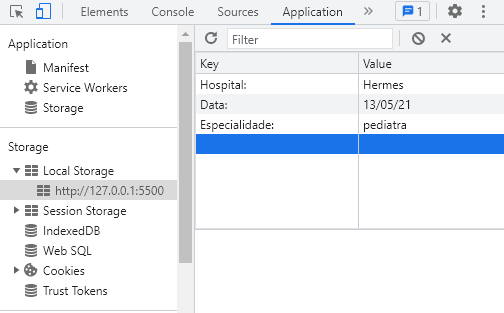 Elements Console Sources Application » 1
Application
Manifest
Service Workers
Storage
Storage
Local Storage
http://127.0.0.1:5500
Session Storage
IndexedDB
Web SQL
Cookies
Trust Tokens
Filter
Key Value
Hospital: Hermes
Data: 13/05/21
Especialidade: pediatra